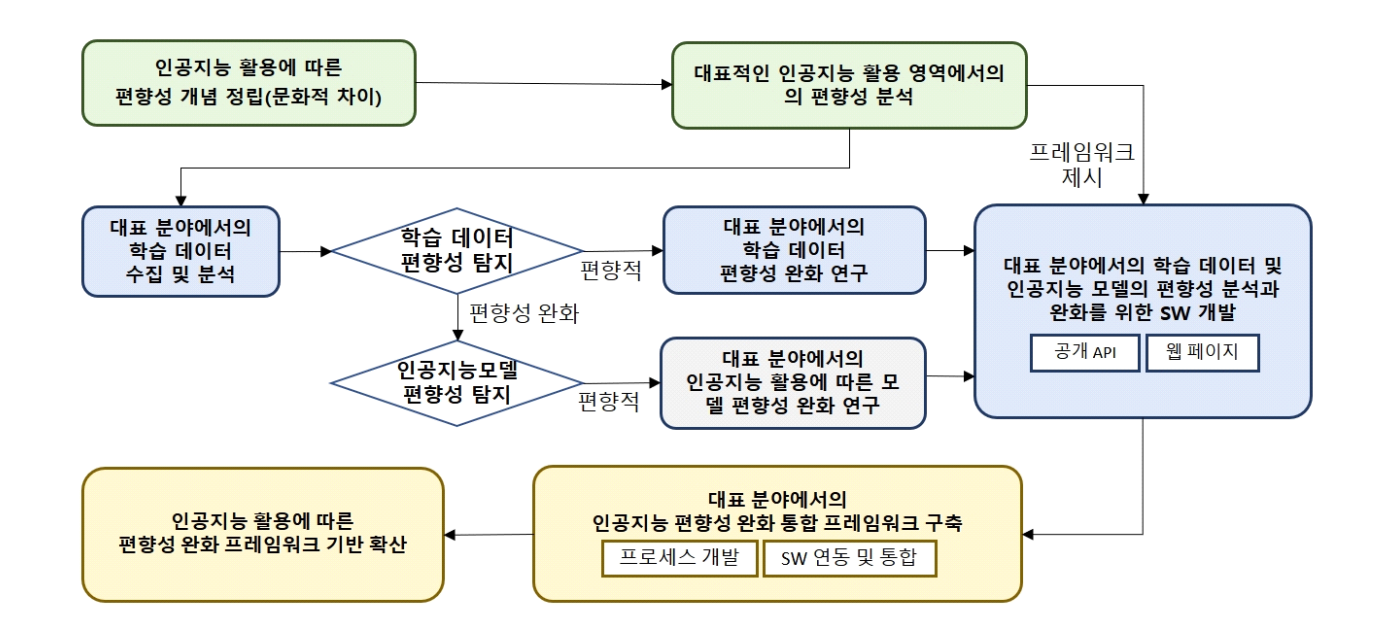 인공지능 활용에 따른
편향성 개념 정립(문화적 차이)
대표적인 인공지능 활용 영역에서의
의 편향성 분석
프레임워크
제시
대표 분야에서의
학습 데이터
수집 및 분석
학습 데이터
편향성 탐지
편향적
대표 분야에서의
학습 데이터
편향성 완화 연구
대표 분야에서의 학습 데이터 및
인공지능 모델의 편향성 분석과
완화를 위한 SW 개발
공개 API
웹 페이지
편향성 완화
인공지능모델
편향성 탐지
편향적
대표 분야에서의
인공지능 활용에 따른 모
델 편향성 완화 연구
인공지능 활용에 따른
편향성 완화 프레임워크 기반 확산
대표 분야에서의
인공지능 편향성 완화 통합 프레임워크 구축
프로세스 개발
SW 연동 및 통합